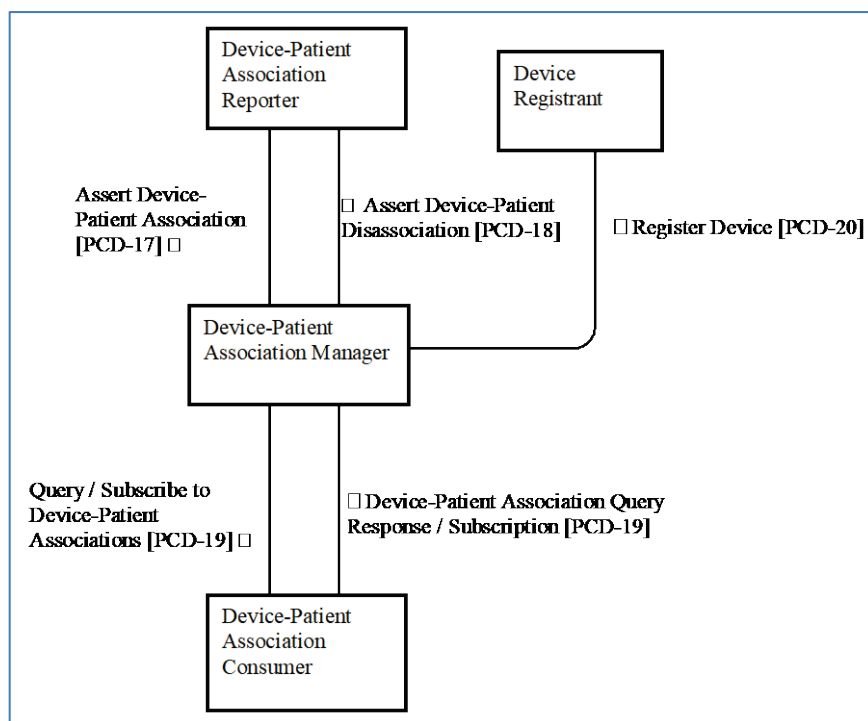 Device-Patient
Association
Reporter
Device
Registrant
Assert Device-
Patient Association
[PCD-17] □
□ Assert Device-Patient
Disassociation [PCD-18]
□ Register Device [PCD-20]
Device-Patient
Association Manager
Query / Subscribe to
Device-Patient
Associations [PCD-19] □
□ Device-Patient Association Query
Response / Subscription [PCD-19]
Device-Patient
Association
Consumer